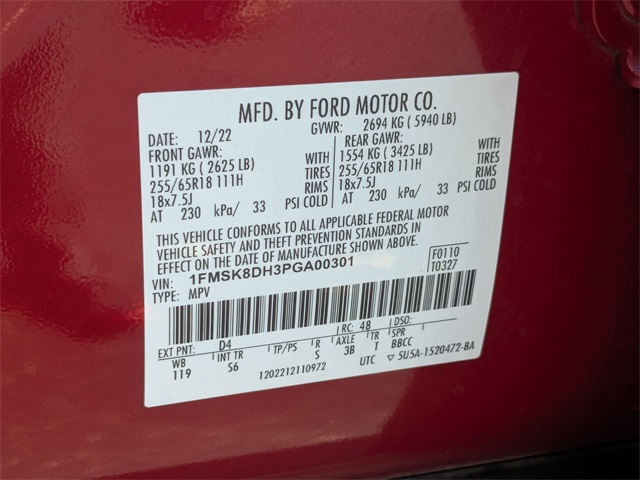 MFD. BY FORD MOTOR CO.
DATE: 12/22 GVWR: 2694 KG ( 5940 LB)
FRONT GAWR: REAR GAWR:
1191 KG ( 2625 LB) WITH 1554 KG ( 3425 LB) WITH
255/65R18 111H TIRES 255/65R18 111H TIRES
18x7.5J RIMS 18x7.5J RIMS
AT 230 kPa/ 33 PSI COLD AT 230 kPa/ 33 PSI COLD
THIS VEHICLE CONFORMS TO ALL APPLICABLE FEDERAL MOTOR
VEHICLE SAFETY AND THEFT PREVENTION STANDARDS IN
EFFECT ON THE DATE OF MANUFACTURE SHOWN ABOVE.
VIN: 1FMSK8DH3PGA00301 F0110
TYPE: MPV T0327
EXT PNT: D4 RC: 48 DSO:
WB INT TR TP/PS R AXLE TR SPR
119 S6 S 3B T BBCC
1202212110972 UTC ▽ 5U5A-1520472-BA